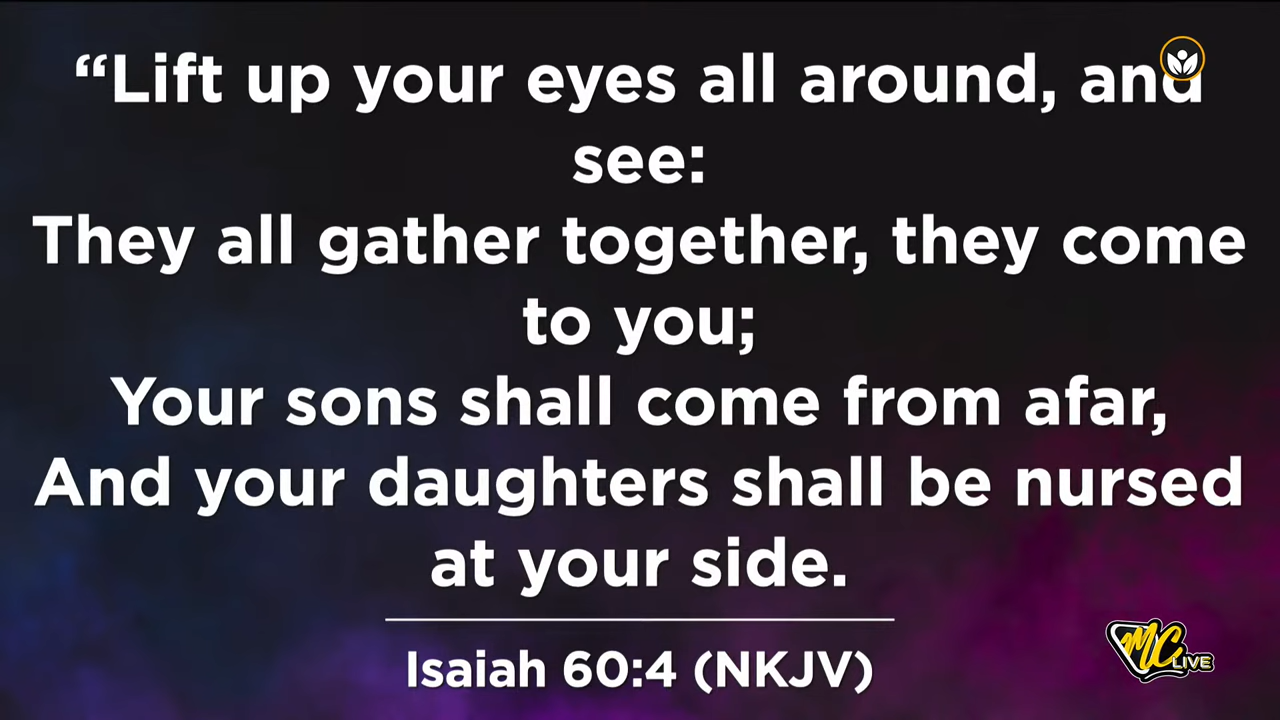 “Lift up your eyes all around, and
see:
They all gather together, they come
to you;
Your sons shall come from afar,
And your daughters shall be nursed
at your side.
Isaiah 60:4 (NKJV)
MC
LIVE